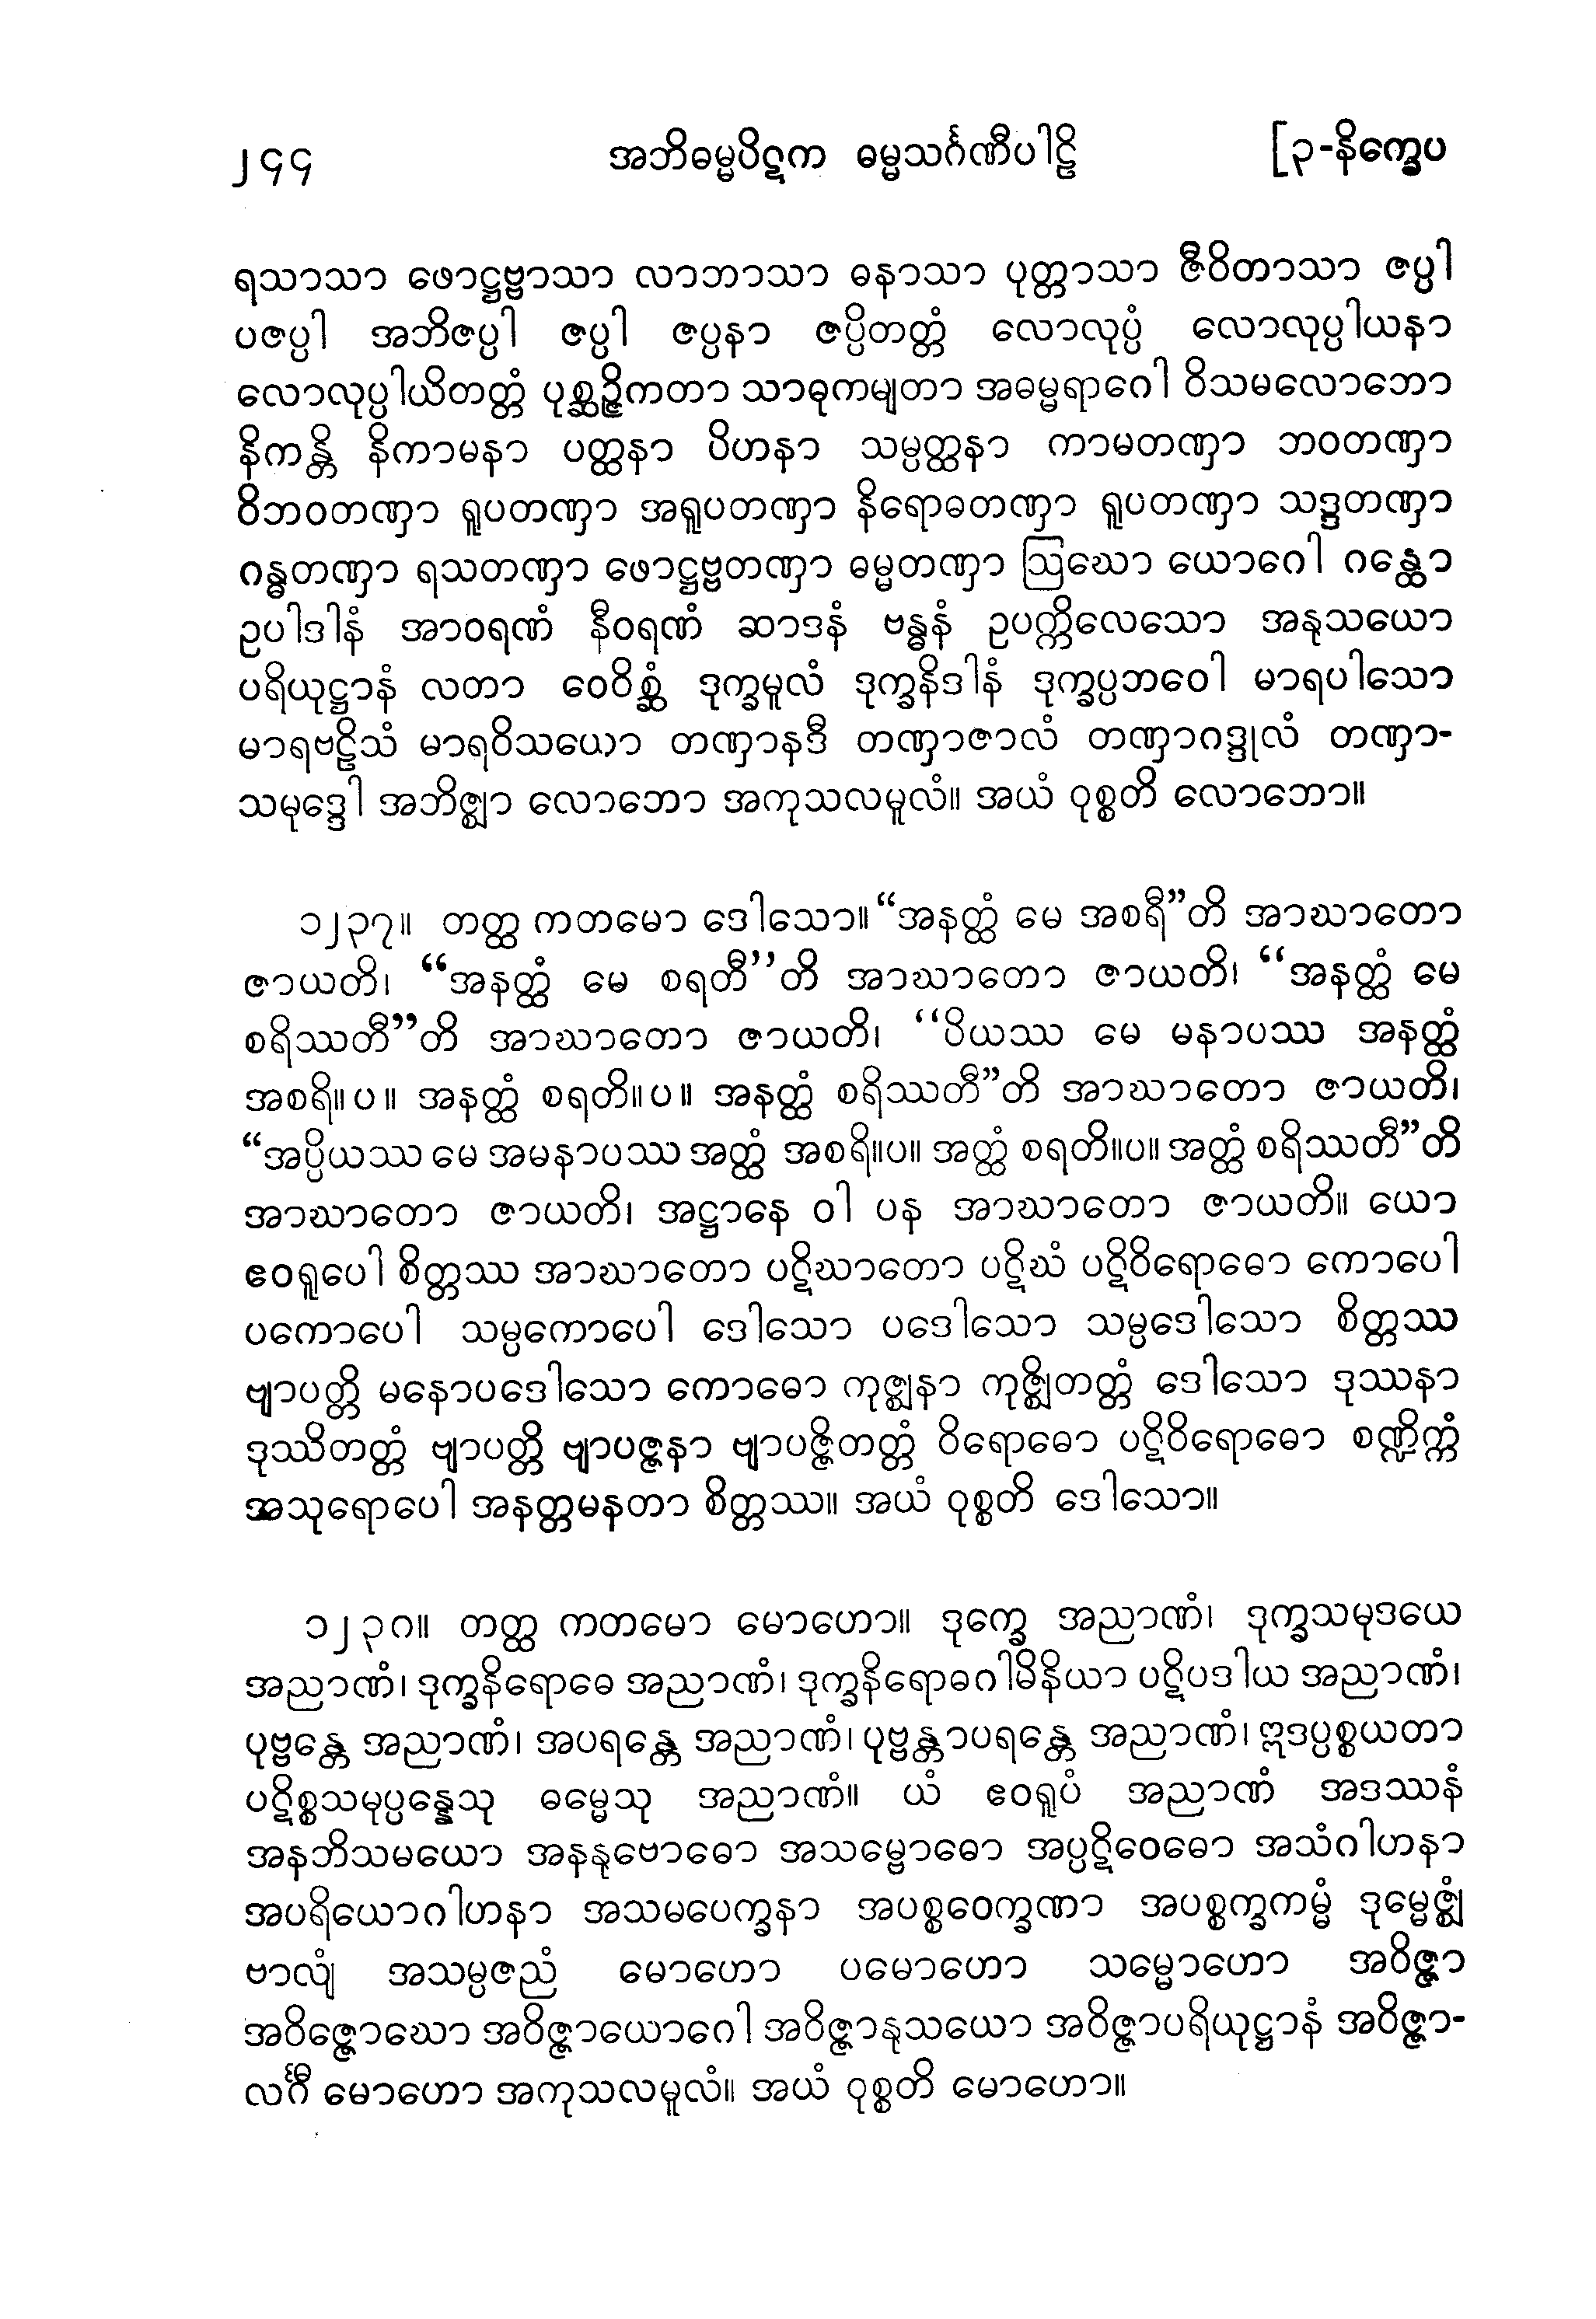 ၂၄၄ အဘိဓမ္မပိဋက ဓမ္မသင်္ဂဏီပါဠိ [၃-နိက္ခေပ
ရသာသာ ဖောဋ္ဌဗ္ဗာသာ လာဘာသာ ဓနာသာ ပုတ္တာသာ ဇီဝိတာသာ ဇပ္ပါ
ပဇပ္ပါ အဘိဇပ္ပါ ဇပ္ပါ ဇပ္ပနာ ဇပ္ပိတတ္တံ လောလုပ္ပံ လောလုပ္ပါယနာ
လောလုပ္ပါယိတတ္တံ ပုစ္ဆဉ္ဇိကတာ သာဓုကမျတာ အဓမ္မရာဂေါ ဝိသမလောဘော
နိကန္တိ နိကာမနာ ပတ္ထနာ ပိဟနာ သမ္ပတ္ထနာ ကာမတဏှာ ဘဝတဏှာ
ဝိဘဝတဏှာ ရူပတဏှာ အရူပတဏှာ နိရောဓတဏှာ ရူပတဏှာ သဒ္ဒတဏှာ
ဂန္ဓတဏှာ ရသတဏှာ ဖောဋ္ဌဗ္ဗတဏှာ ဓမ္မတဏှာ ဩဃော ယောဂေါ ဂန္ထော
ဥပါဒါနံ အာဝရဏံ နီဝရဏံ ဆာဒနံ ဗန္ဓနံ ဥပက္ကိလေသော အနုသယော
ပရိယုဋ္ဌာနံ လတာ ဝေဝိစ္ဆံ ဒုက္ခမူလံ ဒုက္ခနိဒါနံ ဒုက္ခပ္ပဘဝေါ မာရပါသော
မာရဗဠိသံ မာရဝိသယော တဏှာနဒီ တဏှာဇာလံ တဏှာဂဒ္ဒုလံ တဏှာ-
သမုဒ္ဒေါ အဘိဇ္ဈာ လောဘော အကုသလမူလံ။ အယံ ဝုစ္စတိ လောဘော။
၁၂၃၇။ တတ္ထ ကတမော ဒေါသော။ “အနတ္ထံ မေ အစရီ”တိ အာဃာတော
ဇာယတိ၊ “အနတ္ထံ မေ စရတီ”တိ အာဃာတော ဇာယတိ၊ “အနတ္ထံ မေ
စရိဿတီ”တိ အာဃာတော ဇာယတိ၊ “ပိယဿ မေ မနာပဿ အနတ္ထံ
အစရိ။ပ။ အနတ္ထံ စရတိ။ပ။ အနတ္ထံ စရိဿတီ”တိ အာဃာတော ဇာယတိ၊
“အပ္ပိယဿ မေ အမနာပဿ အတ္ထံ အစရိ။ပ။ အတ္ထံ စရတိ။ပ။ အတ္ထံ စရိဿတီ”တိ
အာဃာတော ဇာယတိ၊ အဋ္ဌာနေ ဝါ ပန အာဃာတော ဇာယတိ။ ယော
ဧဝရူပေါ စိတ္တဿ အာဃာတော ပဋိဃာတော ပဋိဃံ ပဋိဝိရောဓော ကောပေါ
ပကောပေါ သမ္ပကောပေါ ဒေါသော ပဒေါသော သမ္ပဒေါသော စိတ္တဿ
ဗျာပတ္တိ မနောပဒေါသော ကောဓော ကုဇ္ဈနာ ကုဇ္ဈိတတ္တံ ဒေါသော ဒုဿနာ
ဒုဿိတတ္တံ ဗျာပတ္တိ ဗျာပဇ္ဇနာ ဗျာပဇ္ဇိတတ္တံ ဝိရောဓော ပဋိဝိရောဓော စဏ္ဍိက္ကံ
အသုရောပေါ အနတ္တမနတာ စိတ္တဿ။ အယံ ဝုစ္စတိ ဒေါသော။
၁၂၃၈။ တတ္ထ ကတမော မောဟော။ ဒုက္ခေ အညာဏံ၊ ဒုက္ခသမုဒယေ
အညာဏံ၊ ဒုက္ခနိရောဓေ အညာဏံ၊ ဒုက္ခနိရောဓဂါမိနိယာ ပဋိပဒါယ အညာဏံ၊
ပုဗ္ဗန္တေ အညာဏံ၊ အပရန္တေ အညာဏံ၊ ပုဗ္ဗန္တာပရန္တေ အညာဏံ၊ ဣဒပ္ပစ္စယတာ
ပဋိစ္စသမုပ္ပန္နေသု ဓမ္မေသု အညာဏံ။ ယံ ဧဝရူပံ အညာဏံ အဒဿနံ
အနဘိသမယော အနနုဗောဓော အသမ္ဗောဓော အပ္ပဋိဝေဓော အသံဂါဟနာ
အပရိယောဂါဟနာ အသမပေက္ခနာ အပစ္စဝေက္ခဏာ အပစ္စက္ခကမ္မံ ဒုမ္မေဇ္ဈံ
ဗာလျံ အသမ္ပဇညံ မောဟော ပမောဟော သမ္မောဟော အဝိဇ္ဇာ
အဝိဇ္ဇောဃော အဝိဇ္ဇာယောဂေါ အဝိဇ္ဇာနုသယော အဝိဇ္ဇာပရိယုဋ္ဌာနံ အဝိဇ္ဇာ-
လင်္ဂီ မောဟော အကုသလမူလံ။ အယံ ဝုစ္စတိ မောဟော။